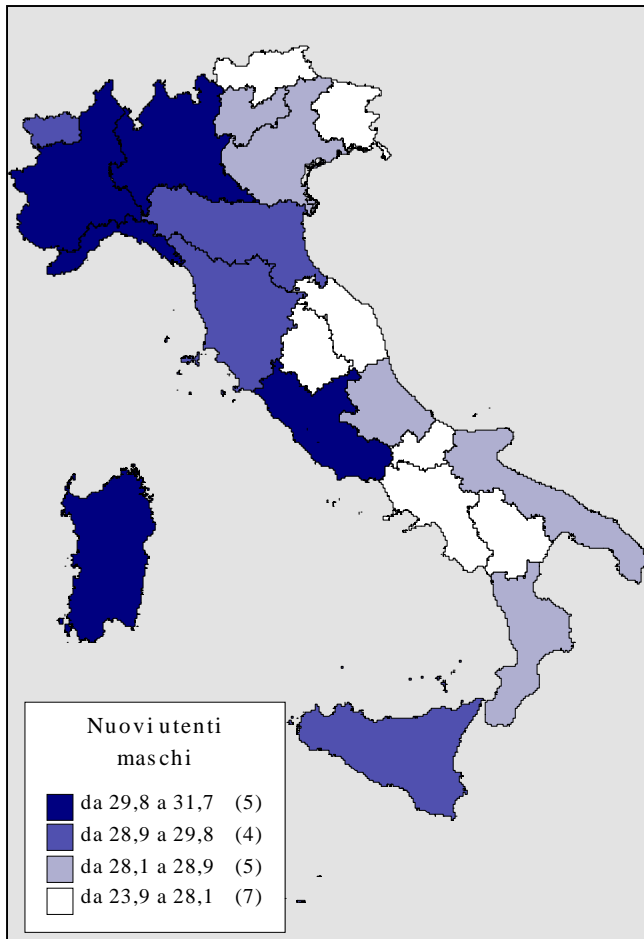 Nuovi utenti
maschi
da 29,8 a 31,7 (5)
da 28,9 a 29,8 (4)
da 28,1 a 28,9 (5)
da 23,9 a 28,1 (7)